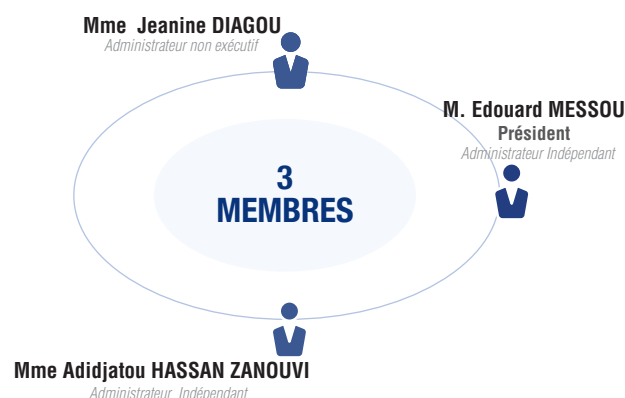 Mme Jeanine DIAGOU
Administrateur non exécutif
M. Edouard MESSOU
Président
Administrateur Indépendant
3
MEMBRES
Mme Adidjatou HASSAN ZANOUVI
Administrateur Indépendant